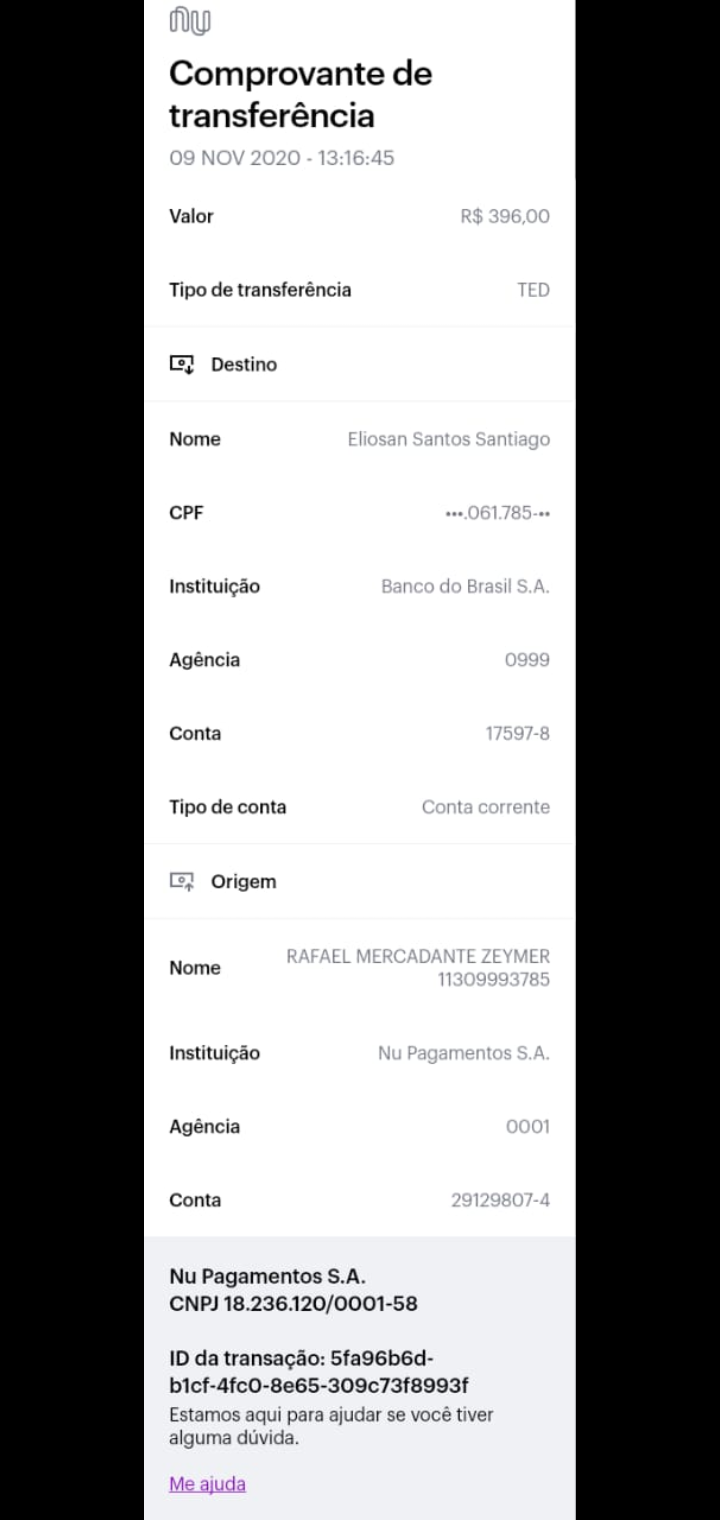 nu
Comprovante de
transferência
09 NOV 2020 - 13:16:45
Valor R$ 396,00
Tipo de transferência TED
Destino
Nome Eliosan Santos Santiago
CPF •••.061.785-••
Instituição Banco do Brasil S.A.
Agência 0999
Conta 17597-8
Tipo de conta Conta corrente
Origem
Nome RAFAEL MERCADANTE ZEYMER
11309993785
Instituição Nu Pagamentos S.A.
Agência 0001
Conta 29129807-4
Nu Pagamentos S.A.
CNPJ 18.236.120/0001-58
ID da transação: 5fa96b6d-
b1cf-4fc0-8e65-309c73f8993f
Estamos aqui para ajudar se você tiver
alguma dúvida.
Me ajuda